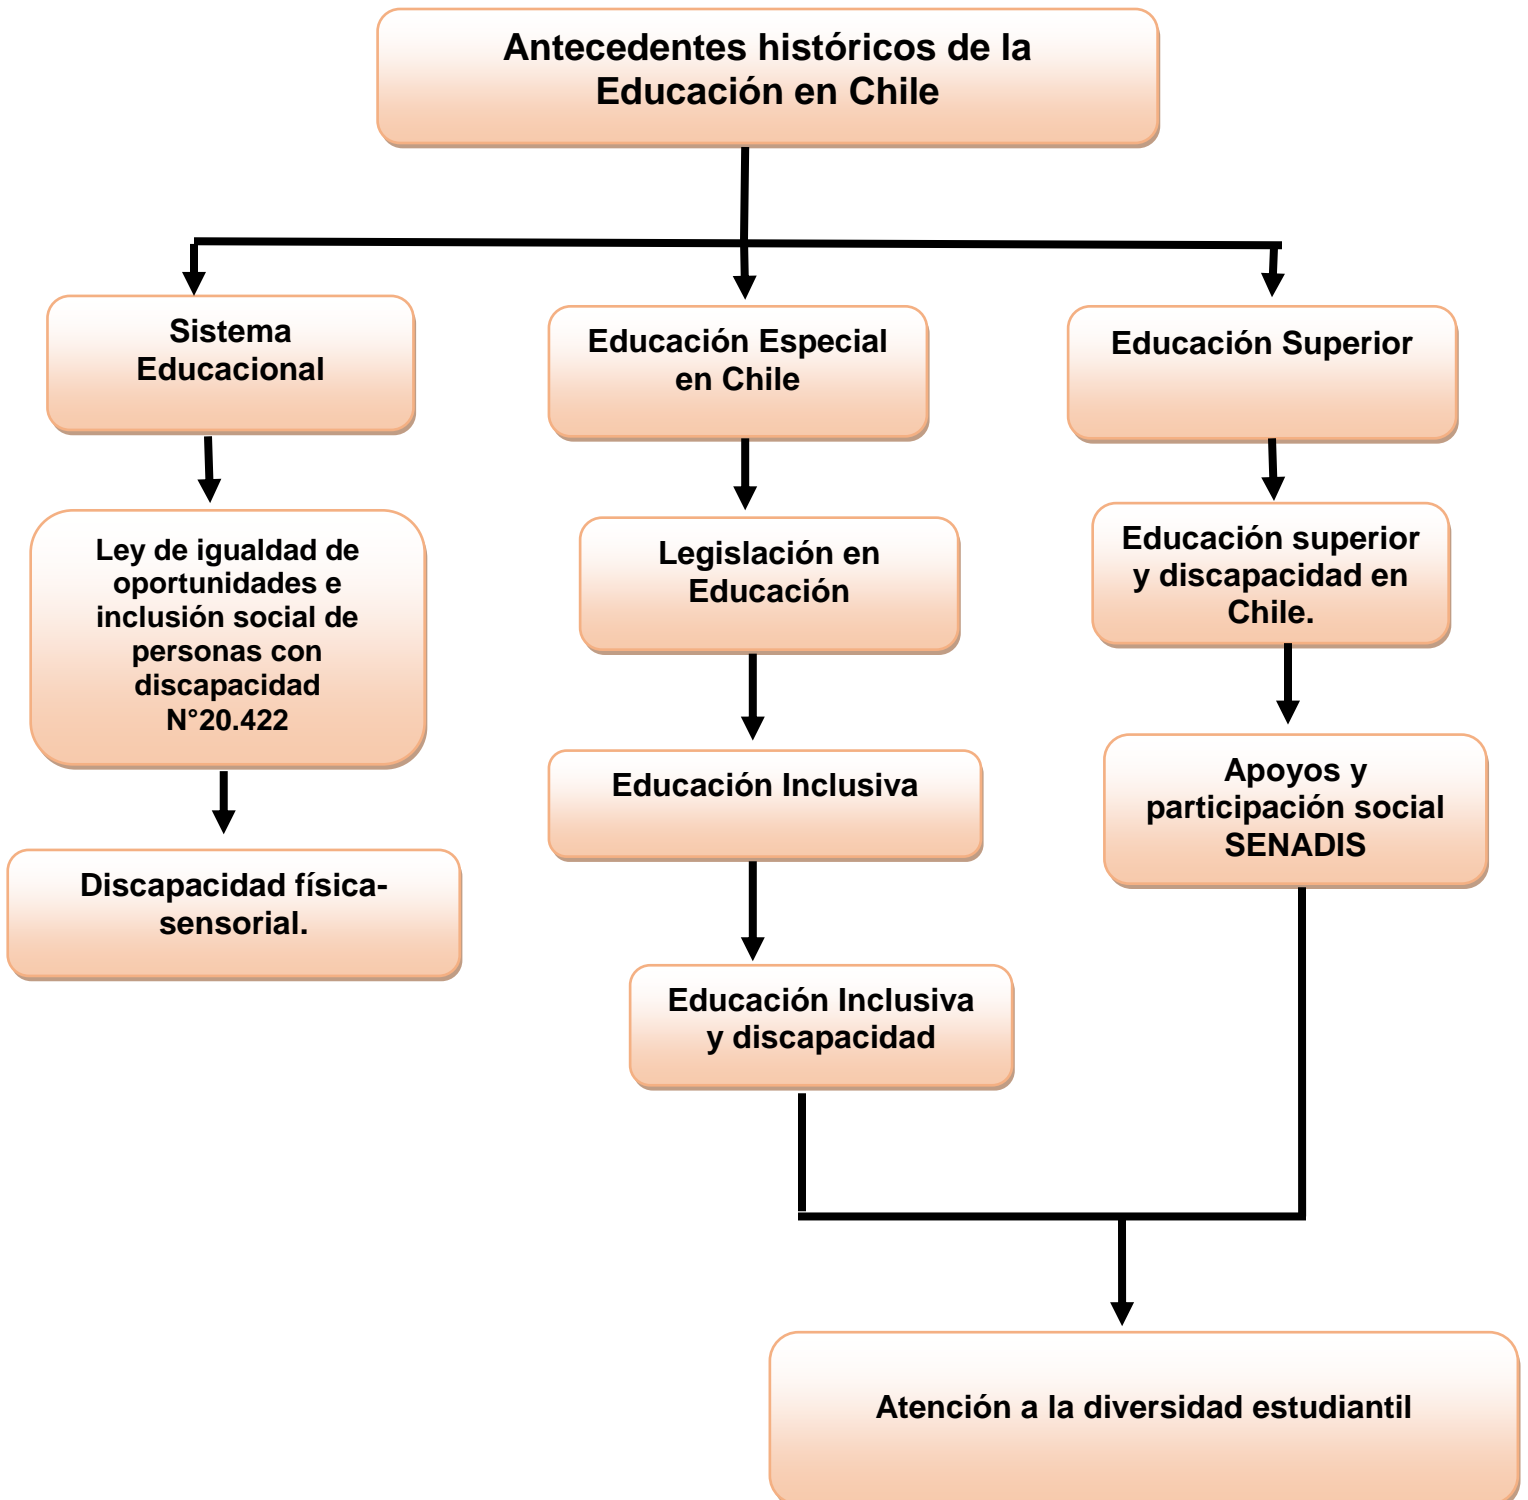 Antecedentes históricos de la
Educación en Chile
Sistema
Educacional
Educación Especial
en Chile
Educación Superior
Ley de igualdad de
oportunidades e
inclusión social de
personas con
discapacidad
N°20.422
Legislación en
Educación
Educación superior
y discapacidad en
Chile.
Educación Inclusiva
Apoyos y
participación social
SENADIS
Discapacidad física-
sensorial.
Educación Inclusiva
y discapacidad
Atención a la diversidad estudiantil